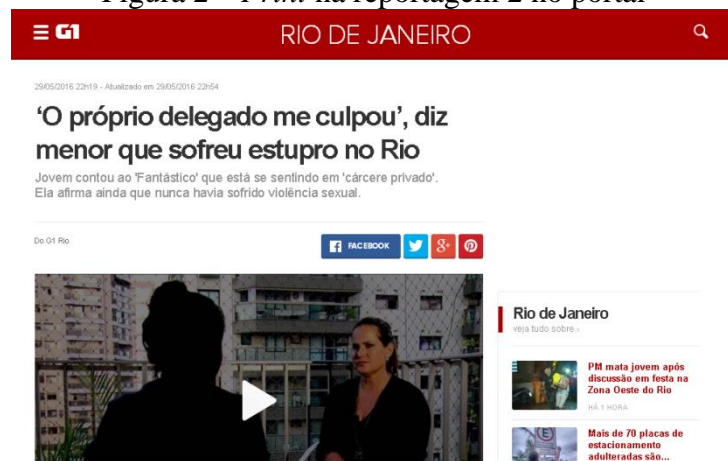 Figura 2 – Print na reportagem 2 no portal
G1
RIO DE JANEIRO
29/05/2016 22h19 - Atualizado em 29/05/2016 22h54
‘O próprio delegado me culpou’, diz
menor que sofreu estupro no Rio
Jovem contou ao 'Fantástico' que está se sentindo em 'cárcere privado'.
Ela afirma ainda que nunca havia sofrido violência sexual.
Do G1 Rio
FACEBOOK
Rio de Janeiro
veja tudo sobre ›
PM mata jovem após
discussão em festa na
Zona Oeste do Rio
HÁ 1 HORA
Mais de 70 placas de
estacionamento
adulteradas são...